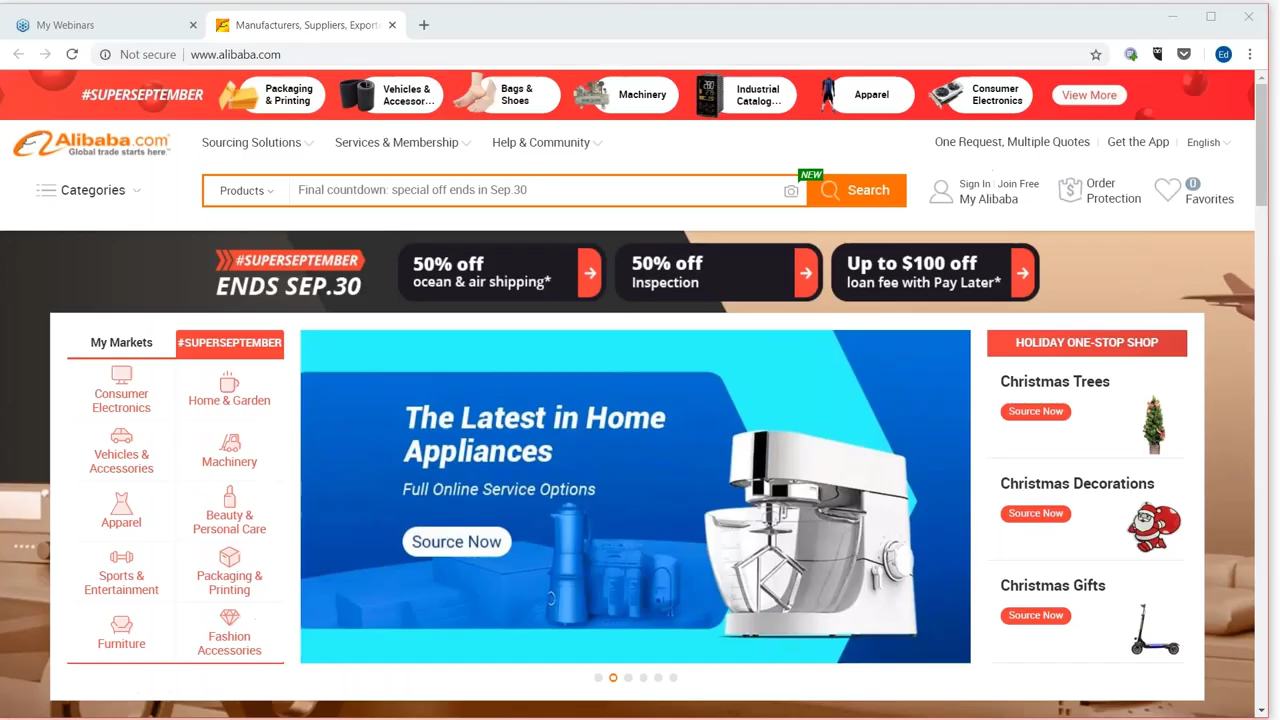 My Webinars
Manufacturers, Suppliers, Export
Not secure
www.alibaba.com
Ed
#SUPERSEPTEMBER
Packaging
& Printing
Vehicles &
Accessor...
Bags &
Shoes
Machinery
Industrial
Catalog...
Apparel
Consumer
Electronics
View More
Alibaba.com
Global trade starts here.™
Sourcing Solutions
Services & Membership
Help & Community
One Request, Multiple Quotes
Get the App
English
Categories
Products
Final countdown: special off ends in Sep.30
NEW
Search
Sign In
Join Free
My Alibaba
Order
Protection
0
Favorites
#SUPERSEPTEMBER
ENDS SEP.30
50% off
ocean & air shipping*
50% off
Inspection
Up to $100 off
loan fee with Pay Later*
My Markets
#SUPERSEPTEMBER
Consumer
Electronics
Home & Garden
Vehicles &
Accessories
Machinery
Apparel
Beauty &
Personal Care
Sports &
Entertainment
Packaging &
Printing
Furniture
Fashion
Accessories
The Latest in Home
Appliances
Full Online Service Options
Source Now
HOLIDAY ONE-STOP SHOP
Christmas Trees
Source Now
Christmas Decorations
Source Now
Christmas Gifts
Source Now